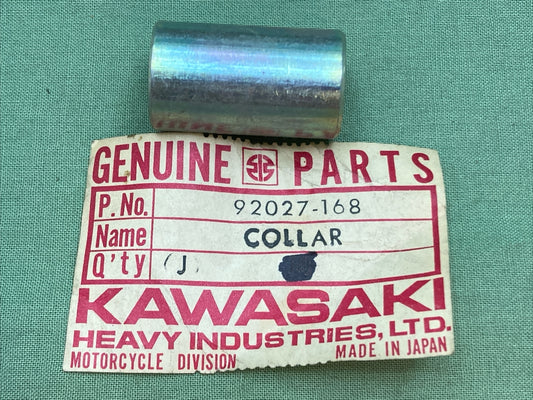 GENUINE PARTS
P. No. 92027-168
Name COLLAR
Q'ty (J)
KAWASAKI
HEAVY INDUSTRIES, LTD.
MOTORCYCLE DIVISION MADE IN JAPAN